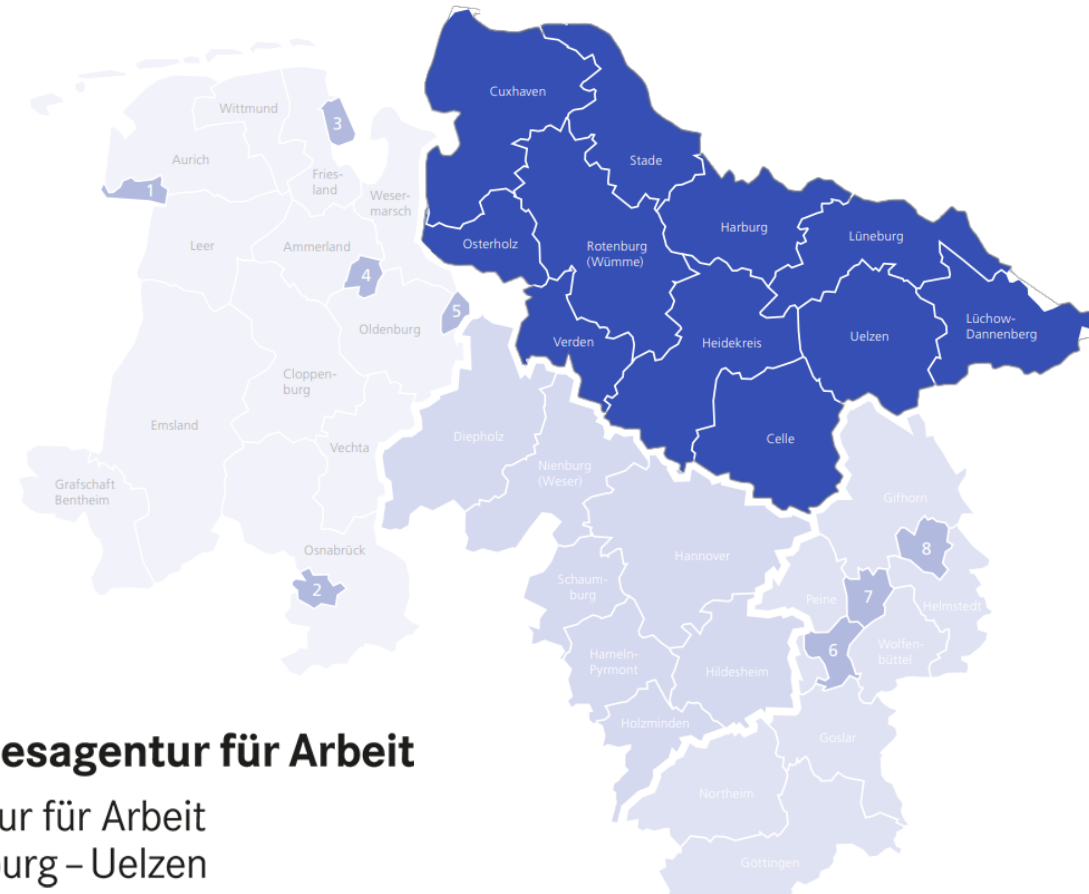 Cuxhaven
Wittmund
3
Stade
Aurich
Fries-
land
1
Weser-
marsch
Harburg
Lüneburg
Leer
Ammerland
Osterholz
Rotenburg
(Wümme)
4
5
Oldenburg
Verden
Heidekreis
Uelzen
Lüchow-
Dannenberg
Cloppen-
burg
Emsland
Vechta
Diepholz
Celle
Nienburg
(Weser)
Grafschaft
Bentheim
Gifhorn
Osnabrück
Hannover
8
2
Schaum-
burg
Peine
7
Helmstedt
6
Wolfen-
büttel
Hameln-
Pyrmont
Hildesheim
Holzminden
Goslar
Northeim
Göttingen
esagentur für Arbeit
ur für Arbeit
burg – Uelzen